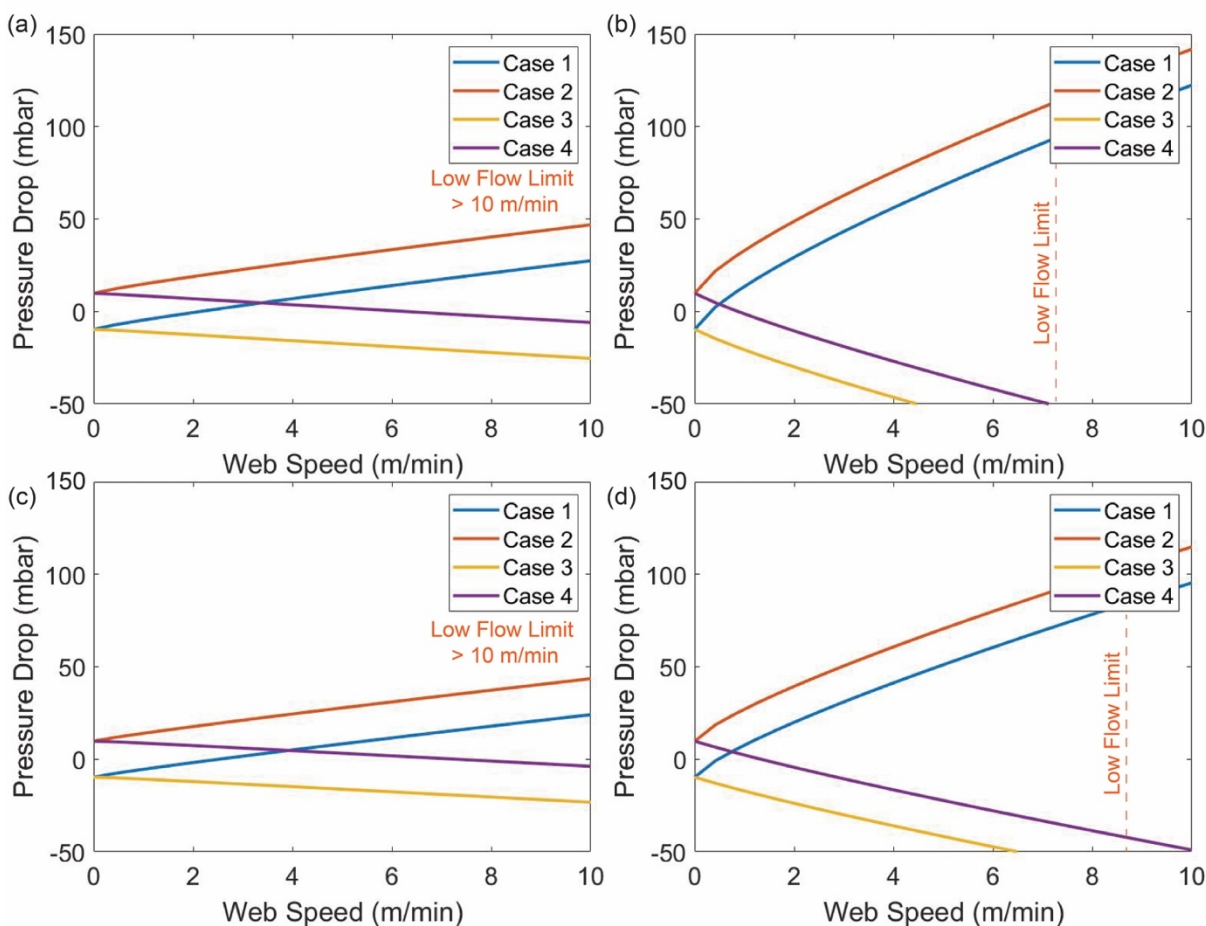 (a)
150
100
50
0
-50
Pressure Drop (mbar)
Case 1
Case 2
Case 3
Case 4
Low Flow Limit
> 10 m/min
0 2 4 6 8 10
Web Speed (m/min)
(b)
150
100
50
0
-50
Pressure Drop (mbar)
Case 1
Case 2
Case 3
Case 4
Low Flow Limit
0 2 4 6 8 10
Web Speed (m/min)
(c)
150
100
50
0
-50
Pressure Drop (mbar)
Case 1
Case 2
Case 3
Case 4
Low Flow Limit
> 10 m/min
0 2 4 6 8 10
Web Speed (m/min)
(d)
150
100
50
0
-50
Pressure Drop (mbar)
Case 1
Case 2
Case 3
Case 4
Low Flow Limit
0 2 4 6 8 10
Web Speed (m/min)